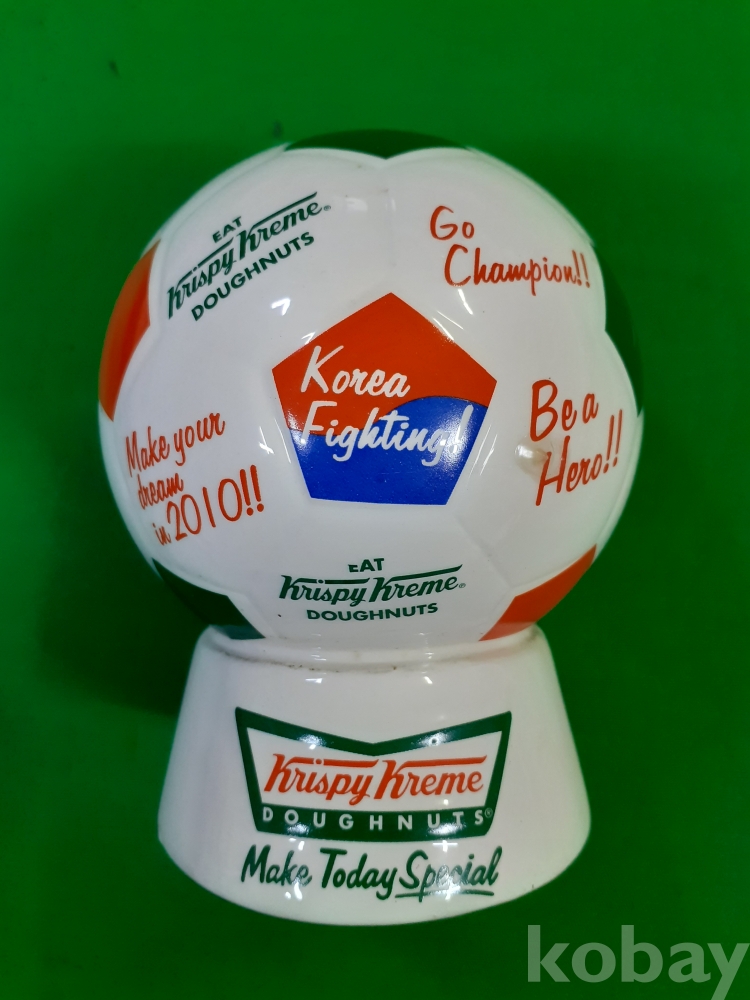 EAT
Krispy Kreme®
DOUGHNUTS
Go
Champion!!
Korea
Fighting!
Be a
Hero!!
Make your
dream
in 2010!!
EAT
Krispy Kreme®
DOUGHNUTS
Krispy Kreme
DOUGHNUTS®
Make Today Special
kobay